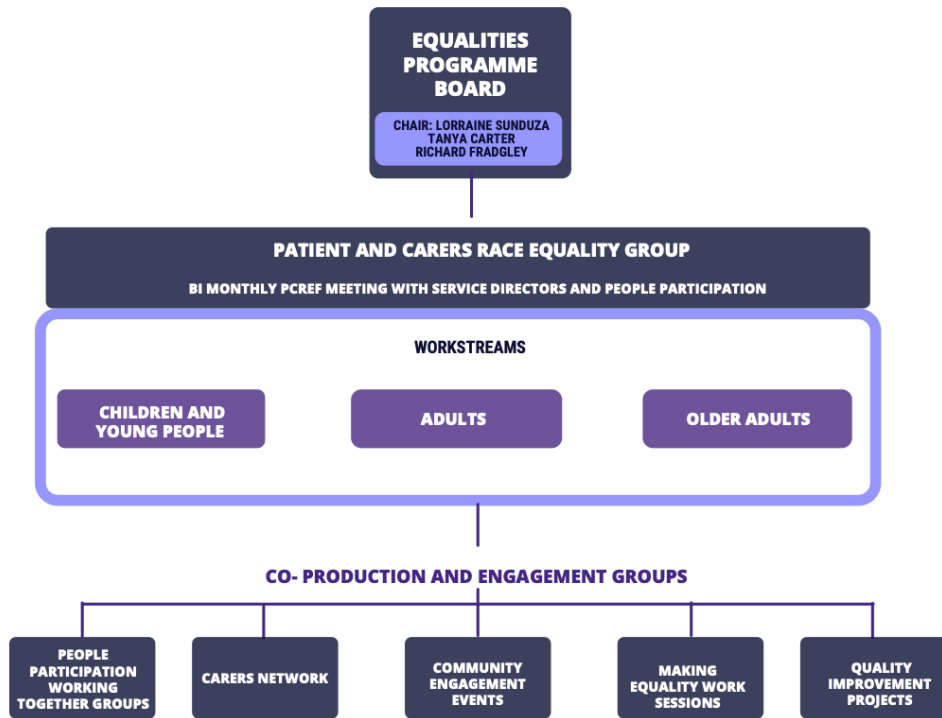 EQUALITIES
PROGRAMME
BOARD
CHAIR: LORRAINE SUNDUZA
TANYA CARTER
RICHARD FRADGLEY
PATIENT AND CARERS RACE EQUALITY GROUP
BI MONTHLY PCREF MEETING WITH SERVICE DIRECTORS AND PEOPLE PARTICIPATION
WORKSTREAMS
CHILDREN AND
YOUNG PEOPLE
ADULTS
OLDER ADULTS
CO- PRODUCTION AND ENGAGEMENT GROUPS
PEOPLE
PARTICIPATION
WORKING
TOGETHER GROUPS
CARERS NETWORK
COMMUNITY
ENGAGEMENT
EVENTS
MAKING
EQUALITY WORK
SESSIONS
QUALITY
IMPROVEMENT
PROJECTS